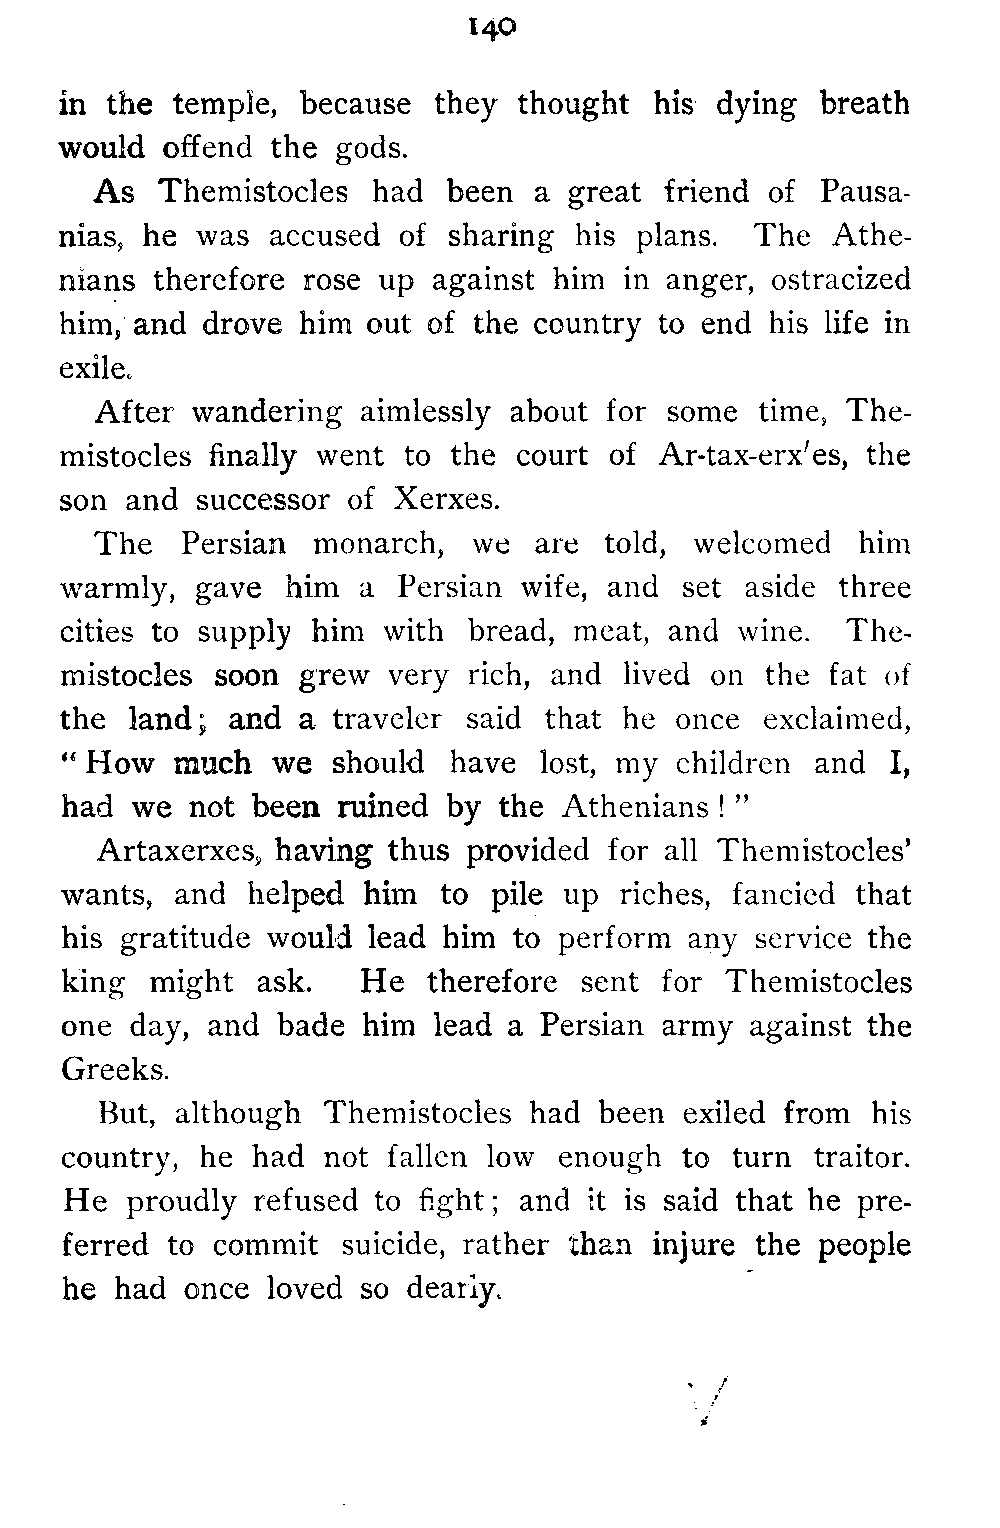 140
in the temple, because they thought his dying breath
would offend the gods.
As Themistocles had been a great friend of Pausa-
nias, he was accused of sharing his plans. The Athe-
nians therefore rose up against him in anger, ostracized
him, and drove him out of the country to end his life in
exile.
After wandering aimlessly about for some time, The-
mistocles finally went to the court of Ar-tax-erx′es, the
son and successor of Xerxes.
The Persian monarch, we are told, welcomed him
warmly, gave him a Persian wife, and set aside three
cities to supply him with bread, meat, and wine. The-
mistocles soon grew very rich, and lived on the fat of
the land; and a traveler said that he once exclaimed,
“How much we should have lost, my children and I,
had we not been ruined by the Athenians!”
Artaxerxes, having thus provided for all Themistocles’
wants, and helped him to pile up riches, fancied that
his gratitude would lead him to perform any service the
king might ask. He therefore sent for Themistocles
one day, and bade him lead a Persian army against the
Greeks.
But, although Themistocles had been exiled from his
country, he had not fallen low enough to turn traitor.
He proudly refused to fight; and it is said that he pre-
ferred to commit suicide, rather than injure the people
he had once loved so dearly.